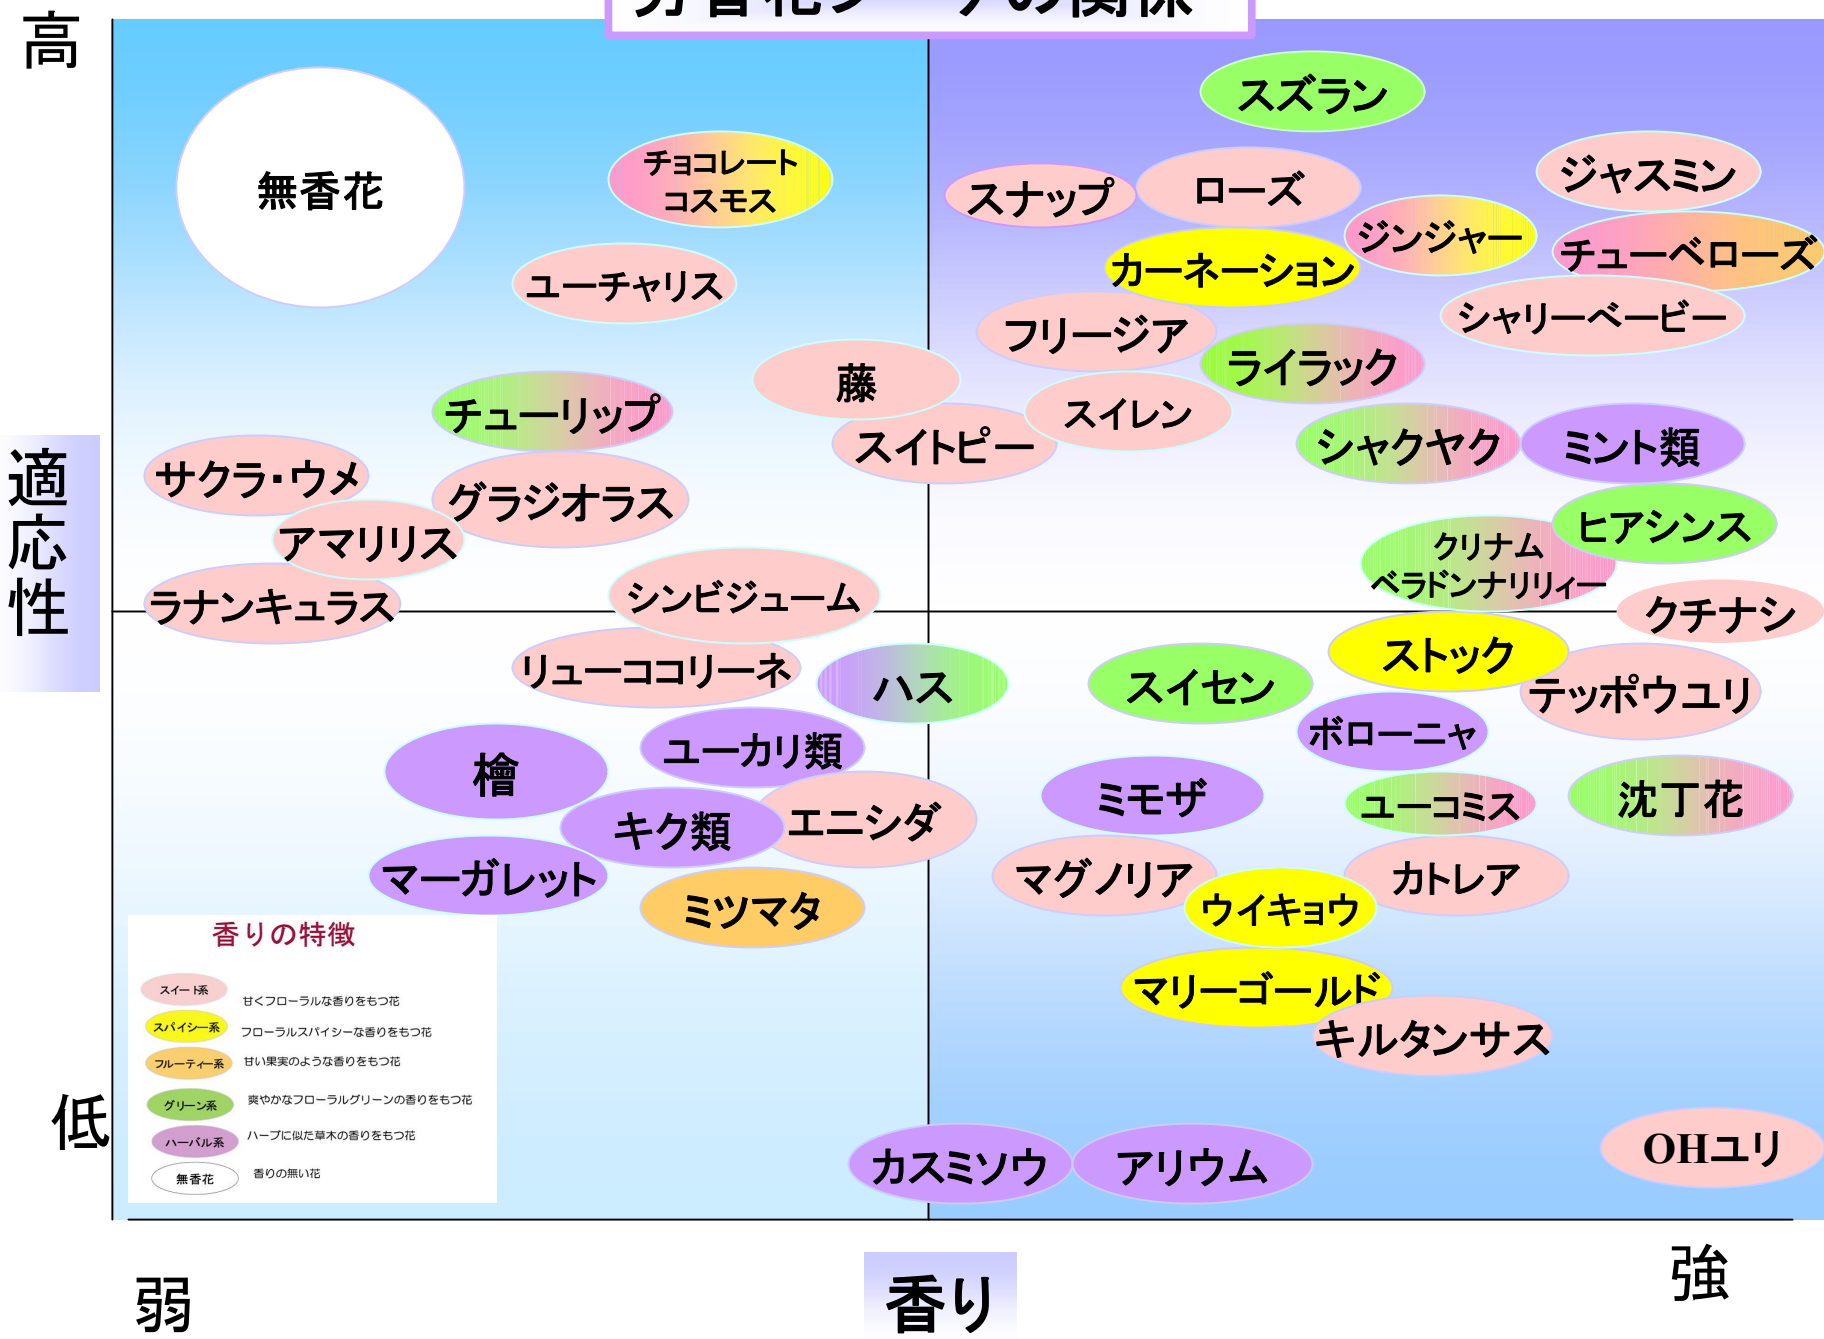 の関係
高
スズラン
無香花
チョコレート
コスモス
スナップ
ローズ
ジャスミン
ジンジャー
チューベローズ
カーネーション
ユーチャリス
シャリーベービー
フリージア
ライラック
藤
スイレン
チューリップ
スイトピー
シャクヤク
ミント類
サクラ・ウメ
グラジオラス
アマリリス
ヒアシンス
クリナム
ベラドンナリリィー
適応性
ラナンキュラス
シンビジューム
クチナシ
リューココリーネ
ハス
スイセン
ストック
テッポウユリ
ボローニャ
ユーカリ類
檜
ミモザ
ユーコミス
沈丁花
キク類
エニシダ
マーガレット
マグノリア
カトレア
ミツマタ
ウイキョウ
マリーゴールド
キルタンサス
香りの特徴
スイート系
甘くフローラルな香りをもつ花
スパイシー系
フローラルスパイシーな香りをもつ花
フルーティー系
甘い果実のような香りをもつ花
グリーン系
爽やかなフローラルグリーンの香りをもつ花
ハーバル系
ハーブに似た草木の香りをもつ花
無香花
香りの無い花
低
カスミソウ
アリウム
OHユリ
弱
香り
強